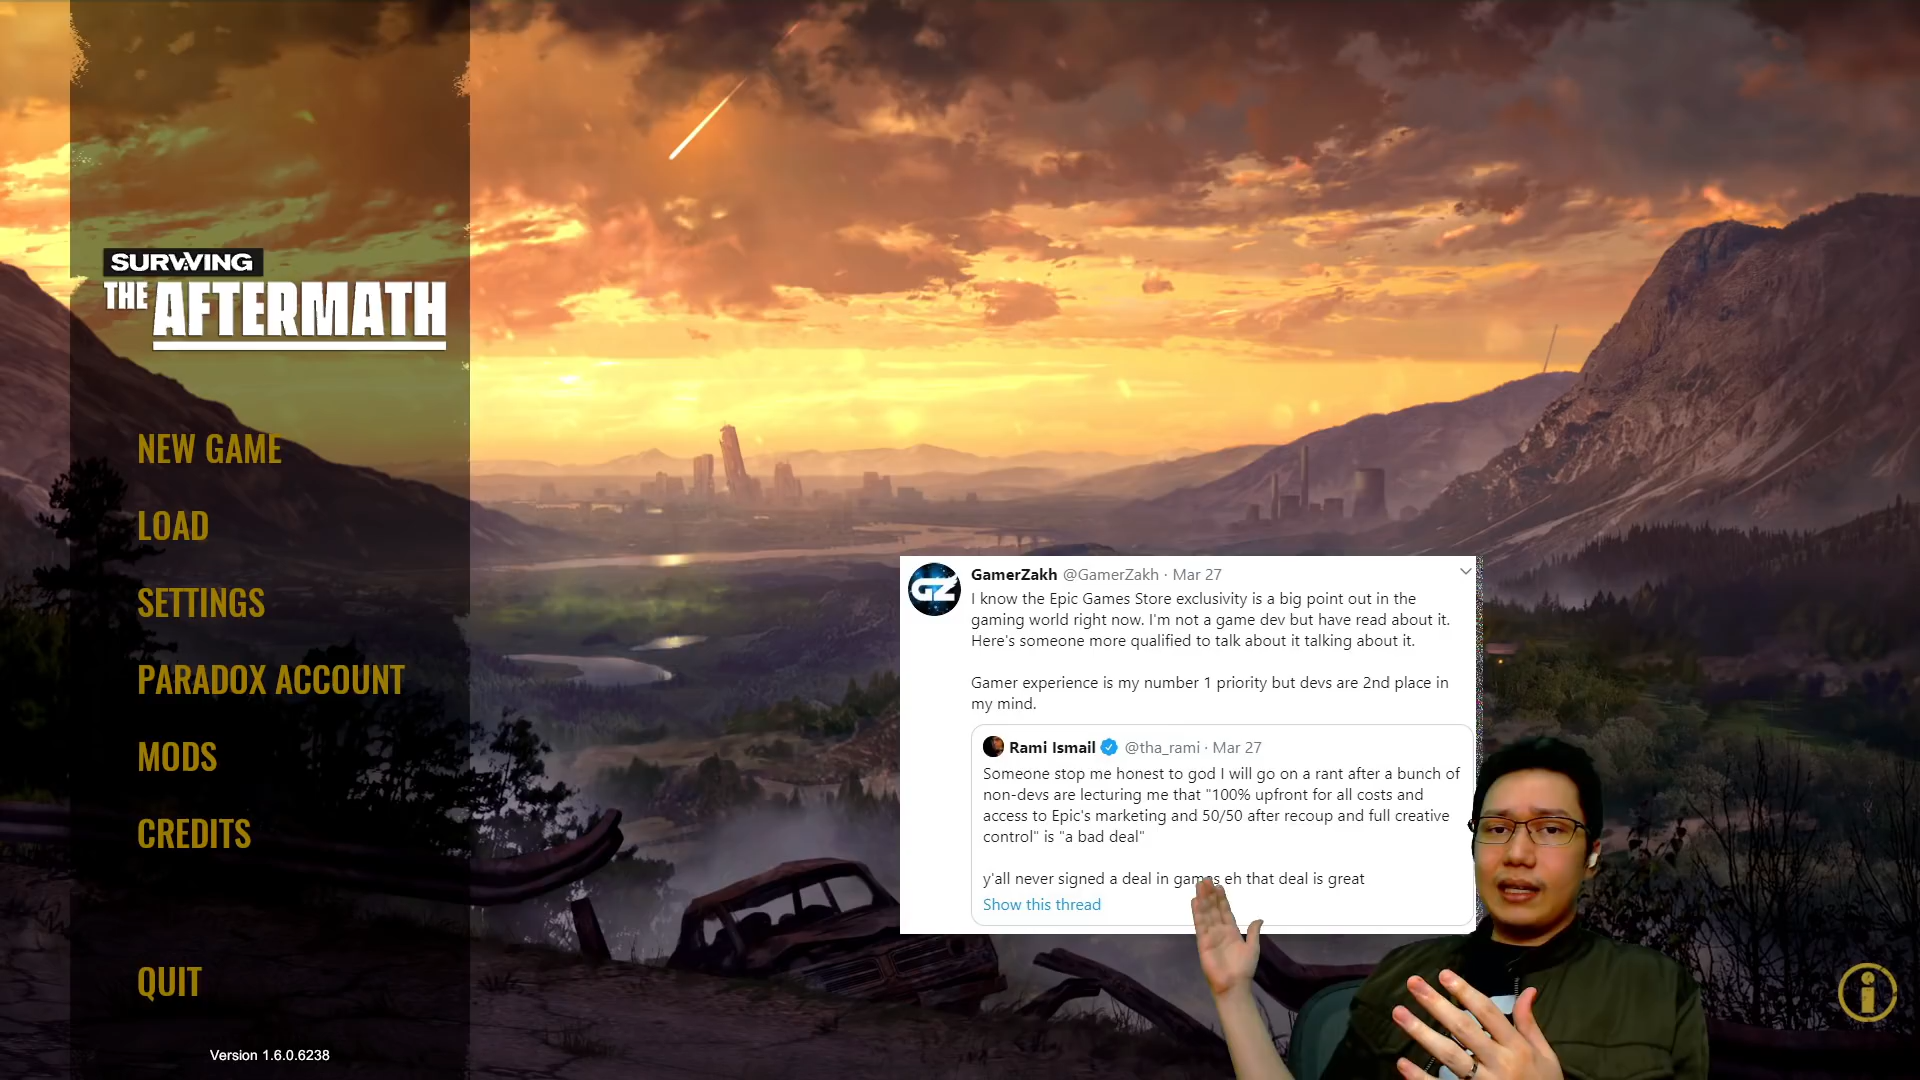 SURVIVING
THE AFTERMATH
NEW GAME
LOAD
SETTINGS
PARADOX ACCOUNT
MODS
CREDITS
QUIT
Version 1.6.0.6238
GZ
GamerZakh @GamerZakh · Mar 27
I know the Epic Games Store exclusivity is a big point out in the
gaming world right now. I'm not a game dev but have read about it.
Here's someone more qualified to talk about it talking about it.
Gamer experience is my number 1 priority but devs are 2nd place in
my mind.
Rami Ismail @tha_rami · Mar 27
Someone stop me honest to god I will go on a rant after a bunch of
non-devs are lecturing me that "100% upfront for all costs and
access to Epic's marketing and 50/50 after recoup and full creative
control" is "a bad deal"
y'all never signed a deal in games eh that deal is great
Show this thread